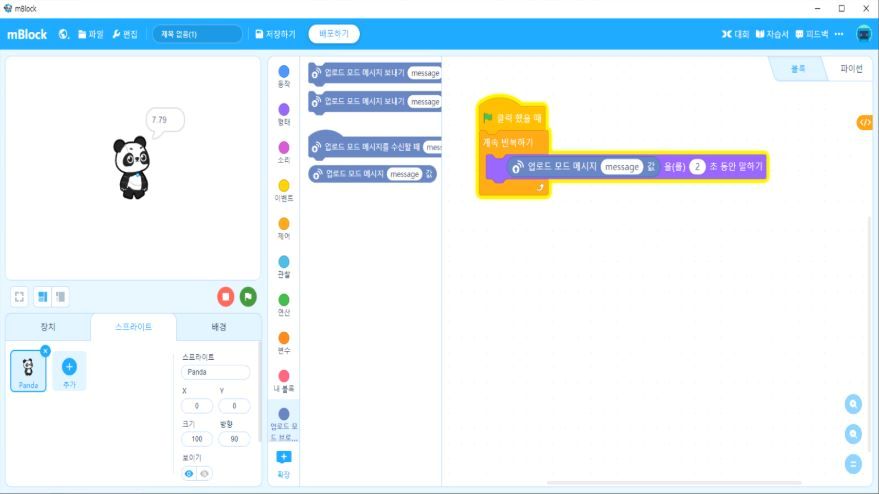 mBlock
mBlock 파일 편집 제목 없음(1) 저장하기 배포하기 대회 자습서 피드백
7.79
동작
형태
소리
이벤트
제어
관찰
연산
변수
내 블록
업로드 모
드 브로...
확장
업로드 모드 메시지 보내기 message
업로드 모드 메시지 보내기 message
업로드 모드 메시지를 수신할 때 mes
업로드 모드 메시지 message 값
블록 파이썬
클릭 했을 때
계속 반복하기
업로드 모드 메시지 message 값 을(를) 2 초 동안 말하기
장치 스프라이트 배경
Panda
추가
스프라이트
Panda
X Y
0 0
크기 방향
100 90
보이기